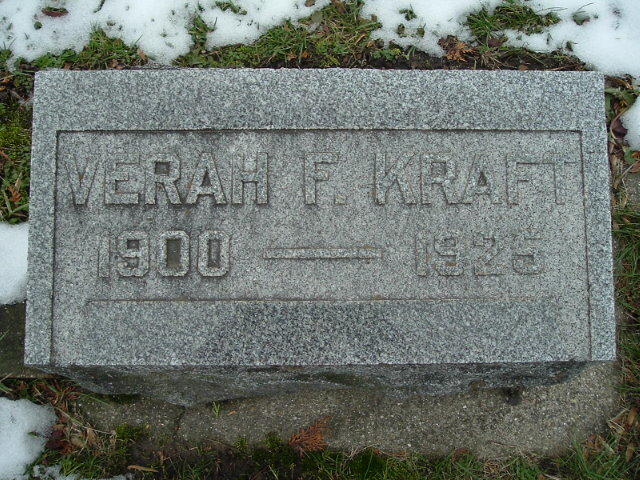 VERAH F. KRAFT
1900 — 1925